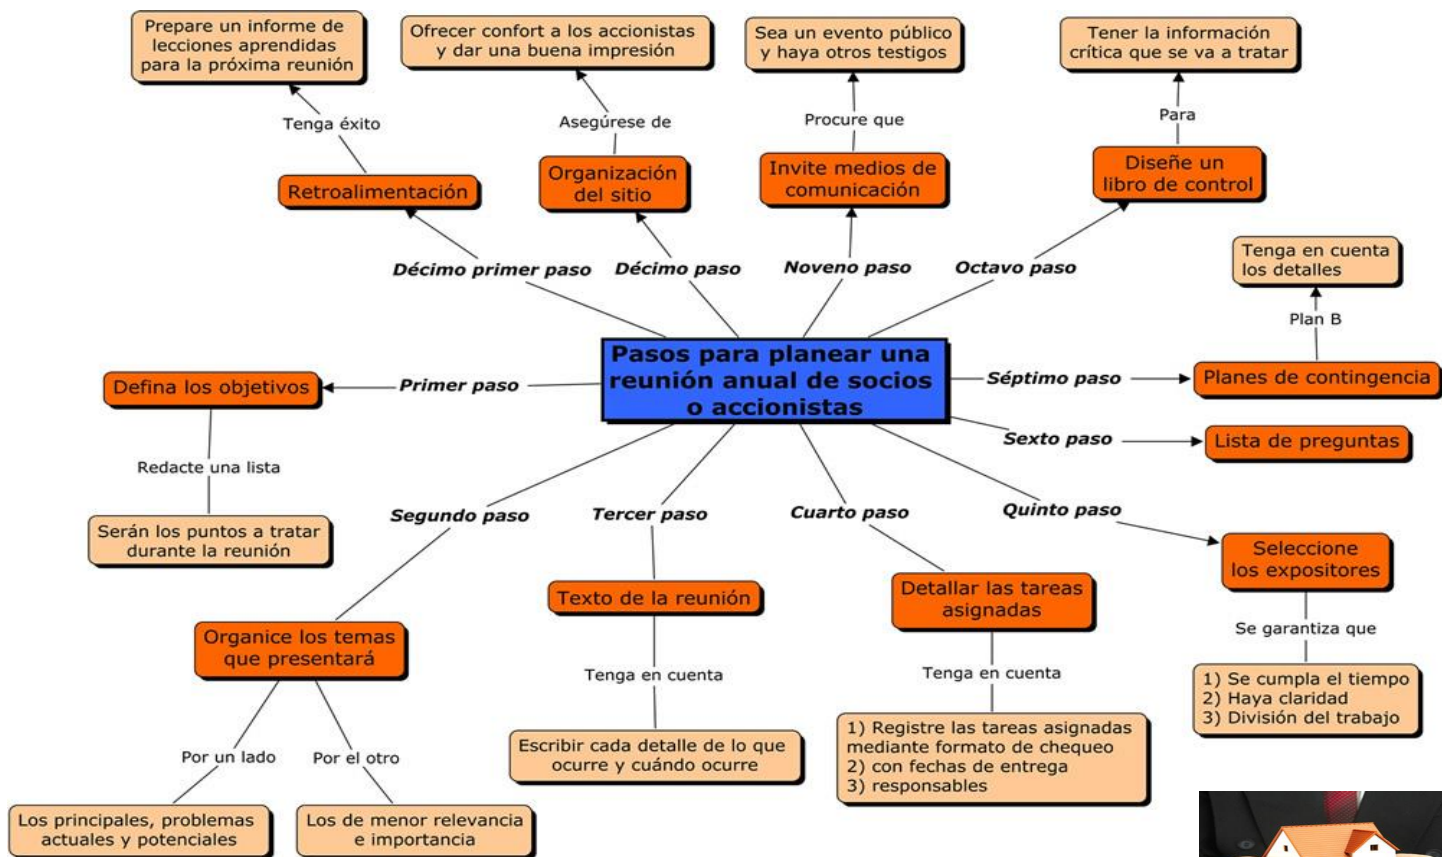 Prepare un informe de
lecciones aprendidas
para la próxima reunión
Ofrecer confort a los accionistas
y dar una buena impresión
Sea un evento público
y haya otros testigos
Tener la información
crítica que se va a tratar
Tenga éxito
Asegúrese de
Procure que
Para
Retroalimentación
Organización
del sitio
Invite medios de
comunicación
Diseñe un
libro de control
Décimo primer paso
Décimo paso
Noveno paso
Octavo paso
Tenga en cuenta
los detalles
Plan B
Pasos para planear una
reunión anual de socios
o accionistas
Séptimo paso
Planes de contingencia
Primer paso
Defina los objetivos
Redacte una lista
Serán los puntos a tratar
durante la reunión
Sexto paso
Lista de preguntas
Segundo paso
Tercer paso
Cuarto paso
Quinto paso
Organice los temas
que presentará
Por un lado
Por el otro
Los principales, problemas
actuales y potenciales
Los de menor relevancia
e importancia
Texto de la reunión
Tenga en cuenta
Escribir cada detalle de lo que
ocurre y cuándo ocurre
Detallar las tareas
asignadas
Tenga en cuenta
1) Registre las tareas asignadas
mediante formato de chequeo
2) con fechas de entrega
3) responsables
Seleccione
los expositores
Se garantiza que
1) Se cumpla el tiempo
2) Haya claridad
3) División del trabajo